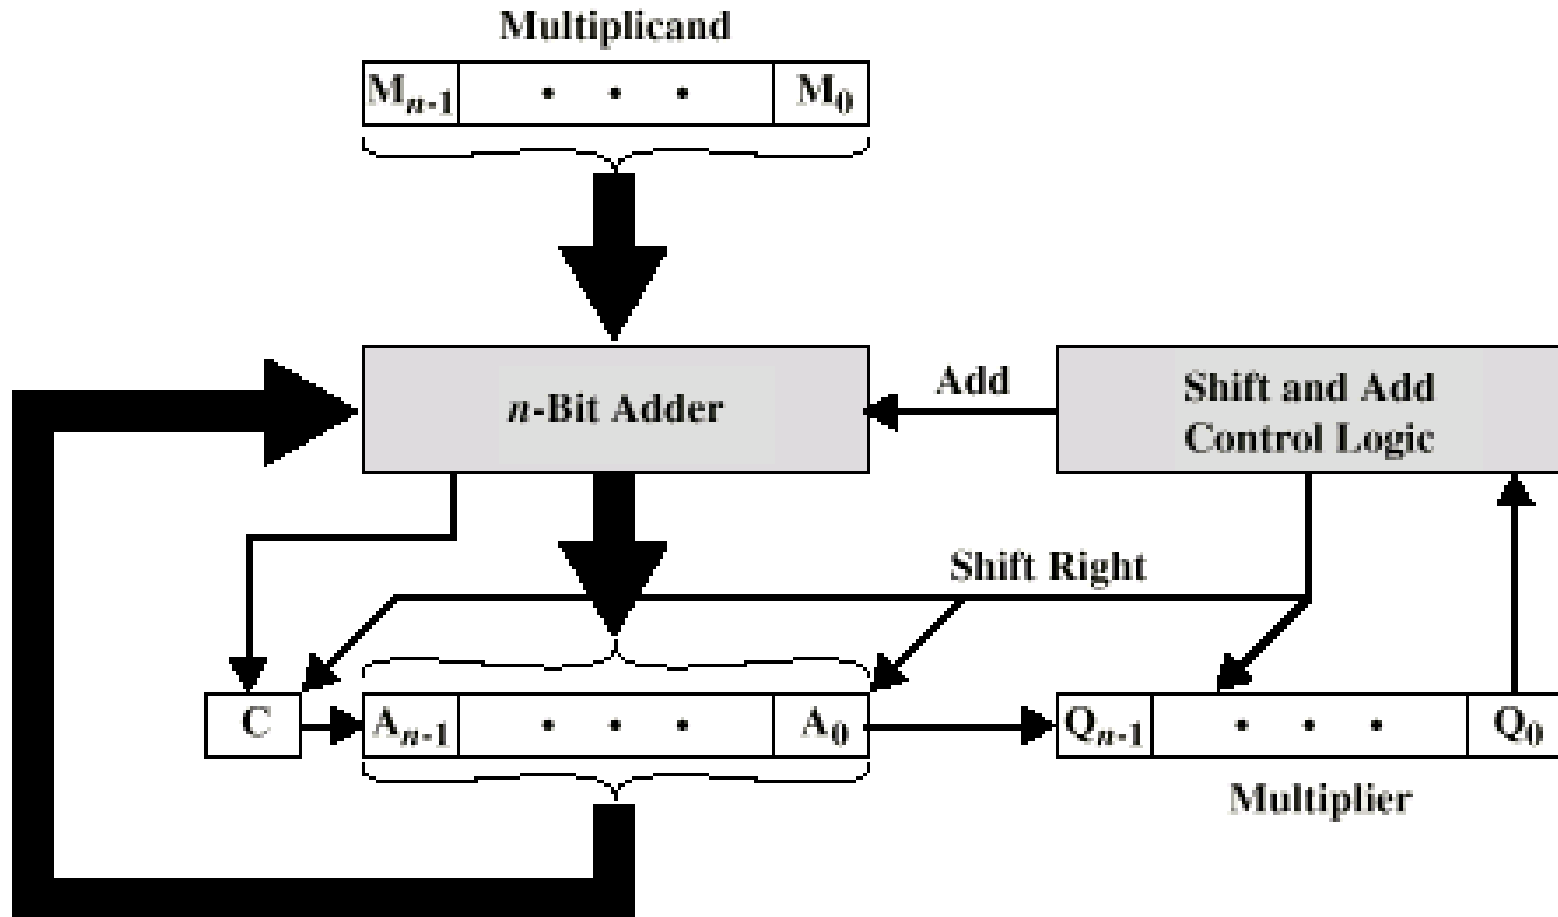 Multiplicand
Mn-1 • • • M0
n-Bit Adder
Add
Shift and Add
Control Logic
Shift Right
C
An-1 • • • A0
Qn-1 • • • Q0
Multiplier